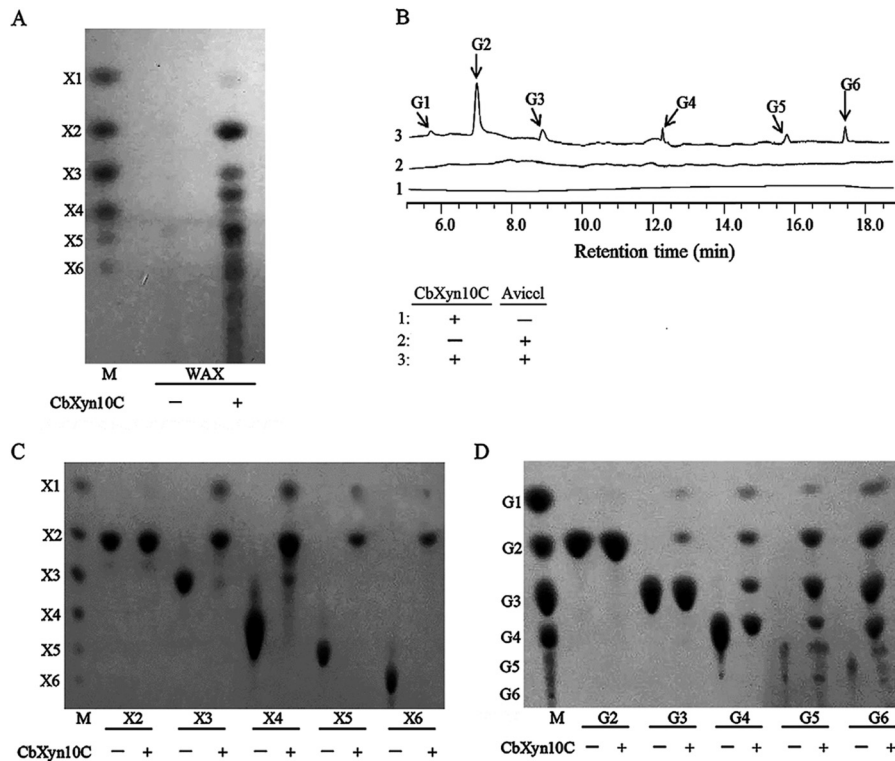 A
X1
X2
X3
X4
X5
X6
M WAX
CbXyn10C − +
B
G1 G2 G3 G4 G5 G6
3
2
1
6.0 8.0 10.0 12.0 14.0 16.0 18.0
Retention time (min)
CbXyn10C Avicel
1: + −
2: − +
3: + +
C
X1
X2
X3
X4
X5
X6
M X2 X3 X4 X5 X6
CbXyn10C − + − + − + − + − +
D
G1
G2
G3
G4
G5
G6
M G2 G3 G4 G5 G6
CbXyn10C − + − + − + − + − +